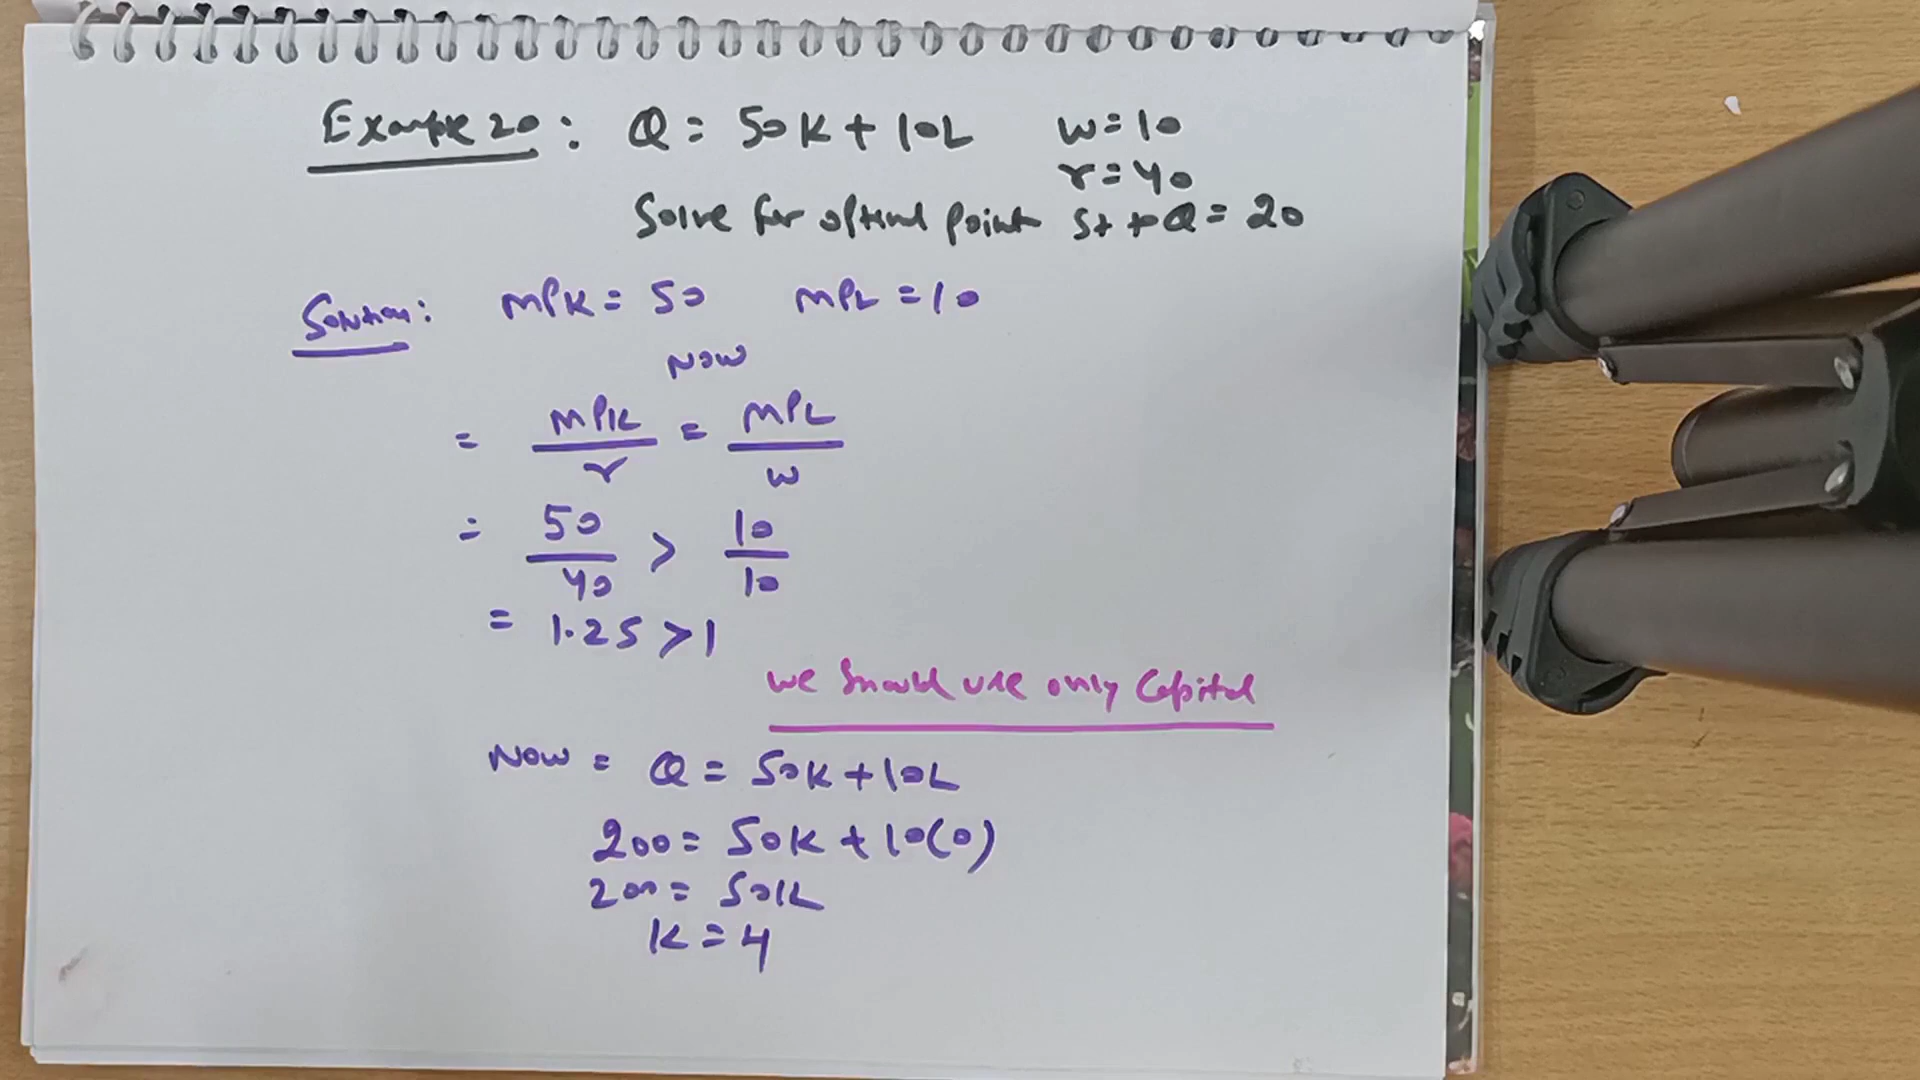 Example 20: Q = 50K + 10L w = 10
r = 40
Solve for optimal point St to Q = 20
Solution: MPK = 50 MPL = 10
NOW
= MPK/r = MPL/w
= 50/40 > 10/10
= 1.25 > 1
We should use only Capital
NOW = Q = 50K + 10L
200 = 50K + 10(0)
200 = 50K
K = 4